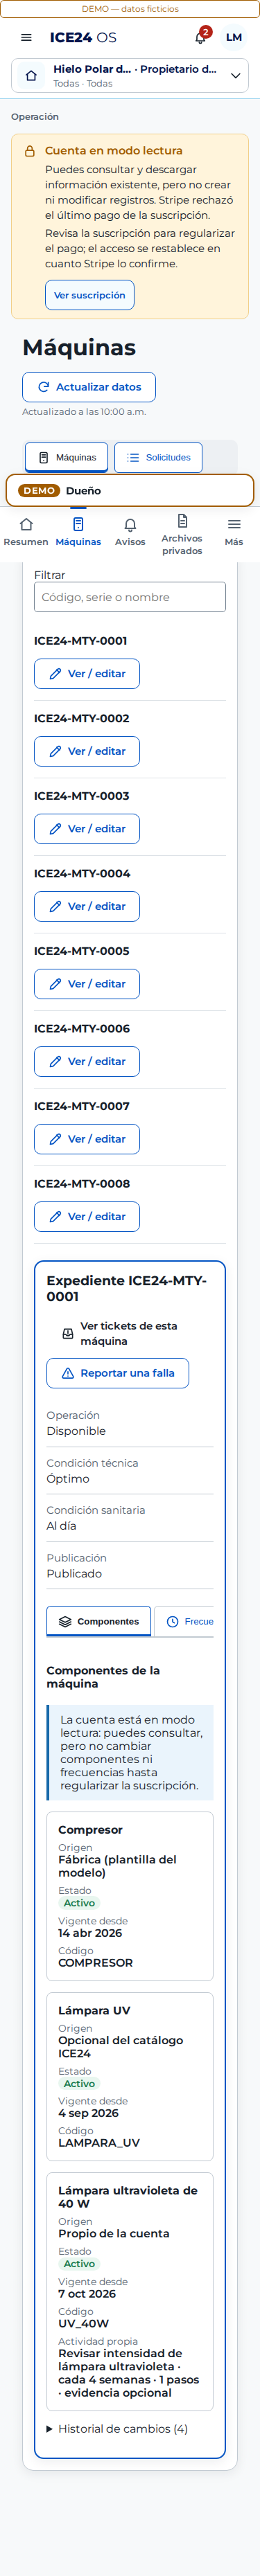 DEMO — datos ficticios
ICE24 OS
2
LM
Hielo Polar d... · Propietario d...
Todas · Todas
Operación
Cuenta en modo lectura
Puedes consultar y descargar
información existente, pero no crear
ni modificar registros. Stripe rechazó
el último pago de la suscripción.
Revisa la suscripción para regularizar
el pago; el acceso se restablece en
cuanto Stripe lo confirme.
Ver suscripción
Máquinas
Actualizar datos
Actualizado a las 10:00 a.m.
Máquinas
Solicitudes
DEMO Dueño
Resumen
Máquinas
Avisos
Archivos
privados
Más
Filtrar
Código, serie o nombre
ICE24-MTY-0001
Ver / editar
ICE24-MTY-0002
Ver / editar
ICE24-MTY-0003
Ver / editar
ICE24-MTY-0004
Ver / editar
ICE24-MTY-0005
Ver / editar
ICE24-MTY-0006
Ver / editar
ICE24-MTY-0007
Ver / editar
ICE24-MTY-0008
Ver / editar
Expediente ICE24-MTY-
0001
Ver tickets de esta
máquina
Reportar una falla
Operación
Disponible
Condición técnica
Óptimo
Condición sanitaria
Al día
Publicación
Publicado
Componentes
Frecue
Componentes de la
máquina
La cuenta está en modo
lectura: puedes consultar,
pero no cambiar
componentes ni
frecuencias hasta
regularizar la suscripción.
Compresor
Origen
Fábrica (plantilla del
modelo)
Estado
Activo
Vigente desde
14 abr 2026
Código
COMPRESOR
Lámpara UV
Origen
Opcional del catálogo
ICE24
Estado
Activo
Vigente desde
4 sep 2026
Código
LAMPARA_UV
Lámpara ultravioleta de
40 W
Origen
Propio de la cuenta
Estado
Activo
Vigente desde
7 oct 2026
Código
UV_40W
Actividad propia
Revisar intensidad de
lámpara ultravioleta ·
cada 4 semanas · 1 pasos
· evidencia opcional
Historial de cambios (4)